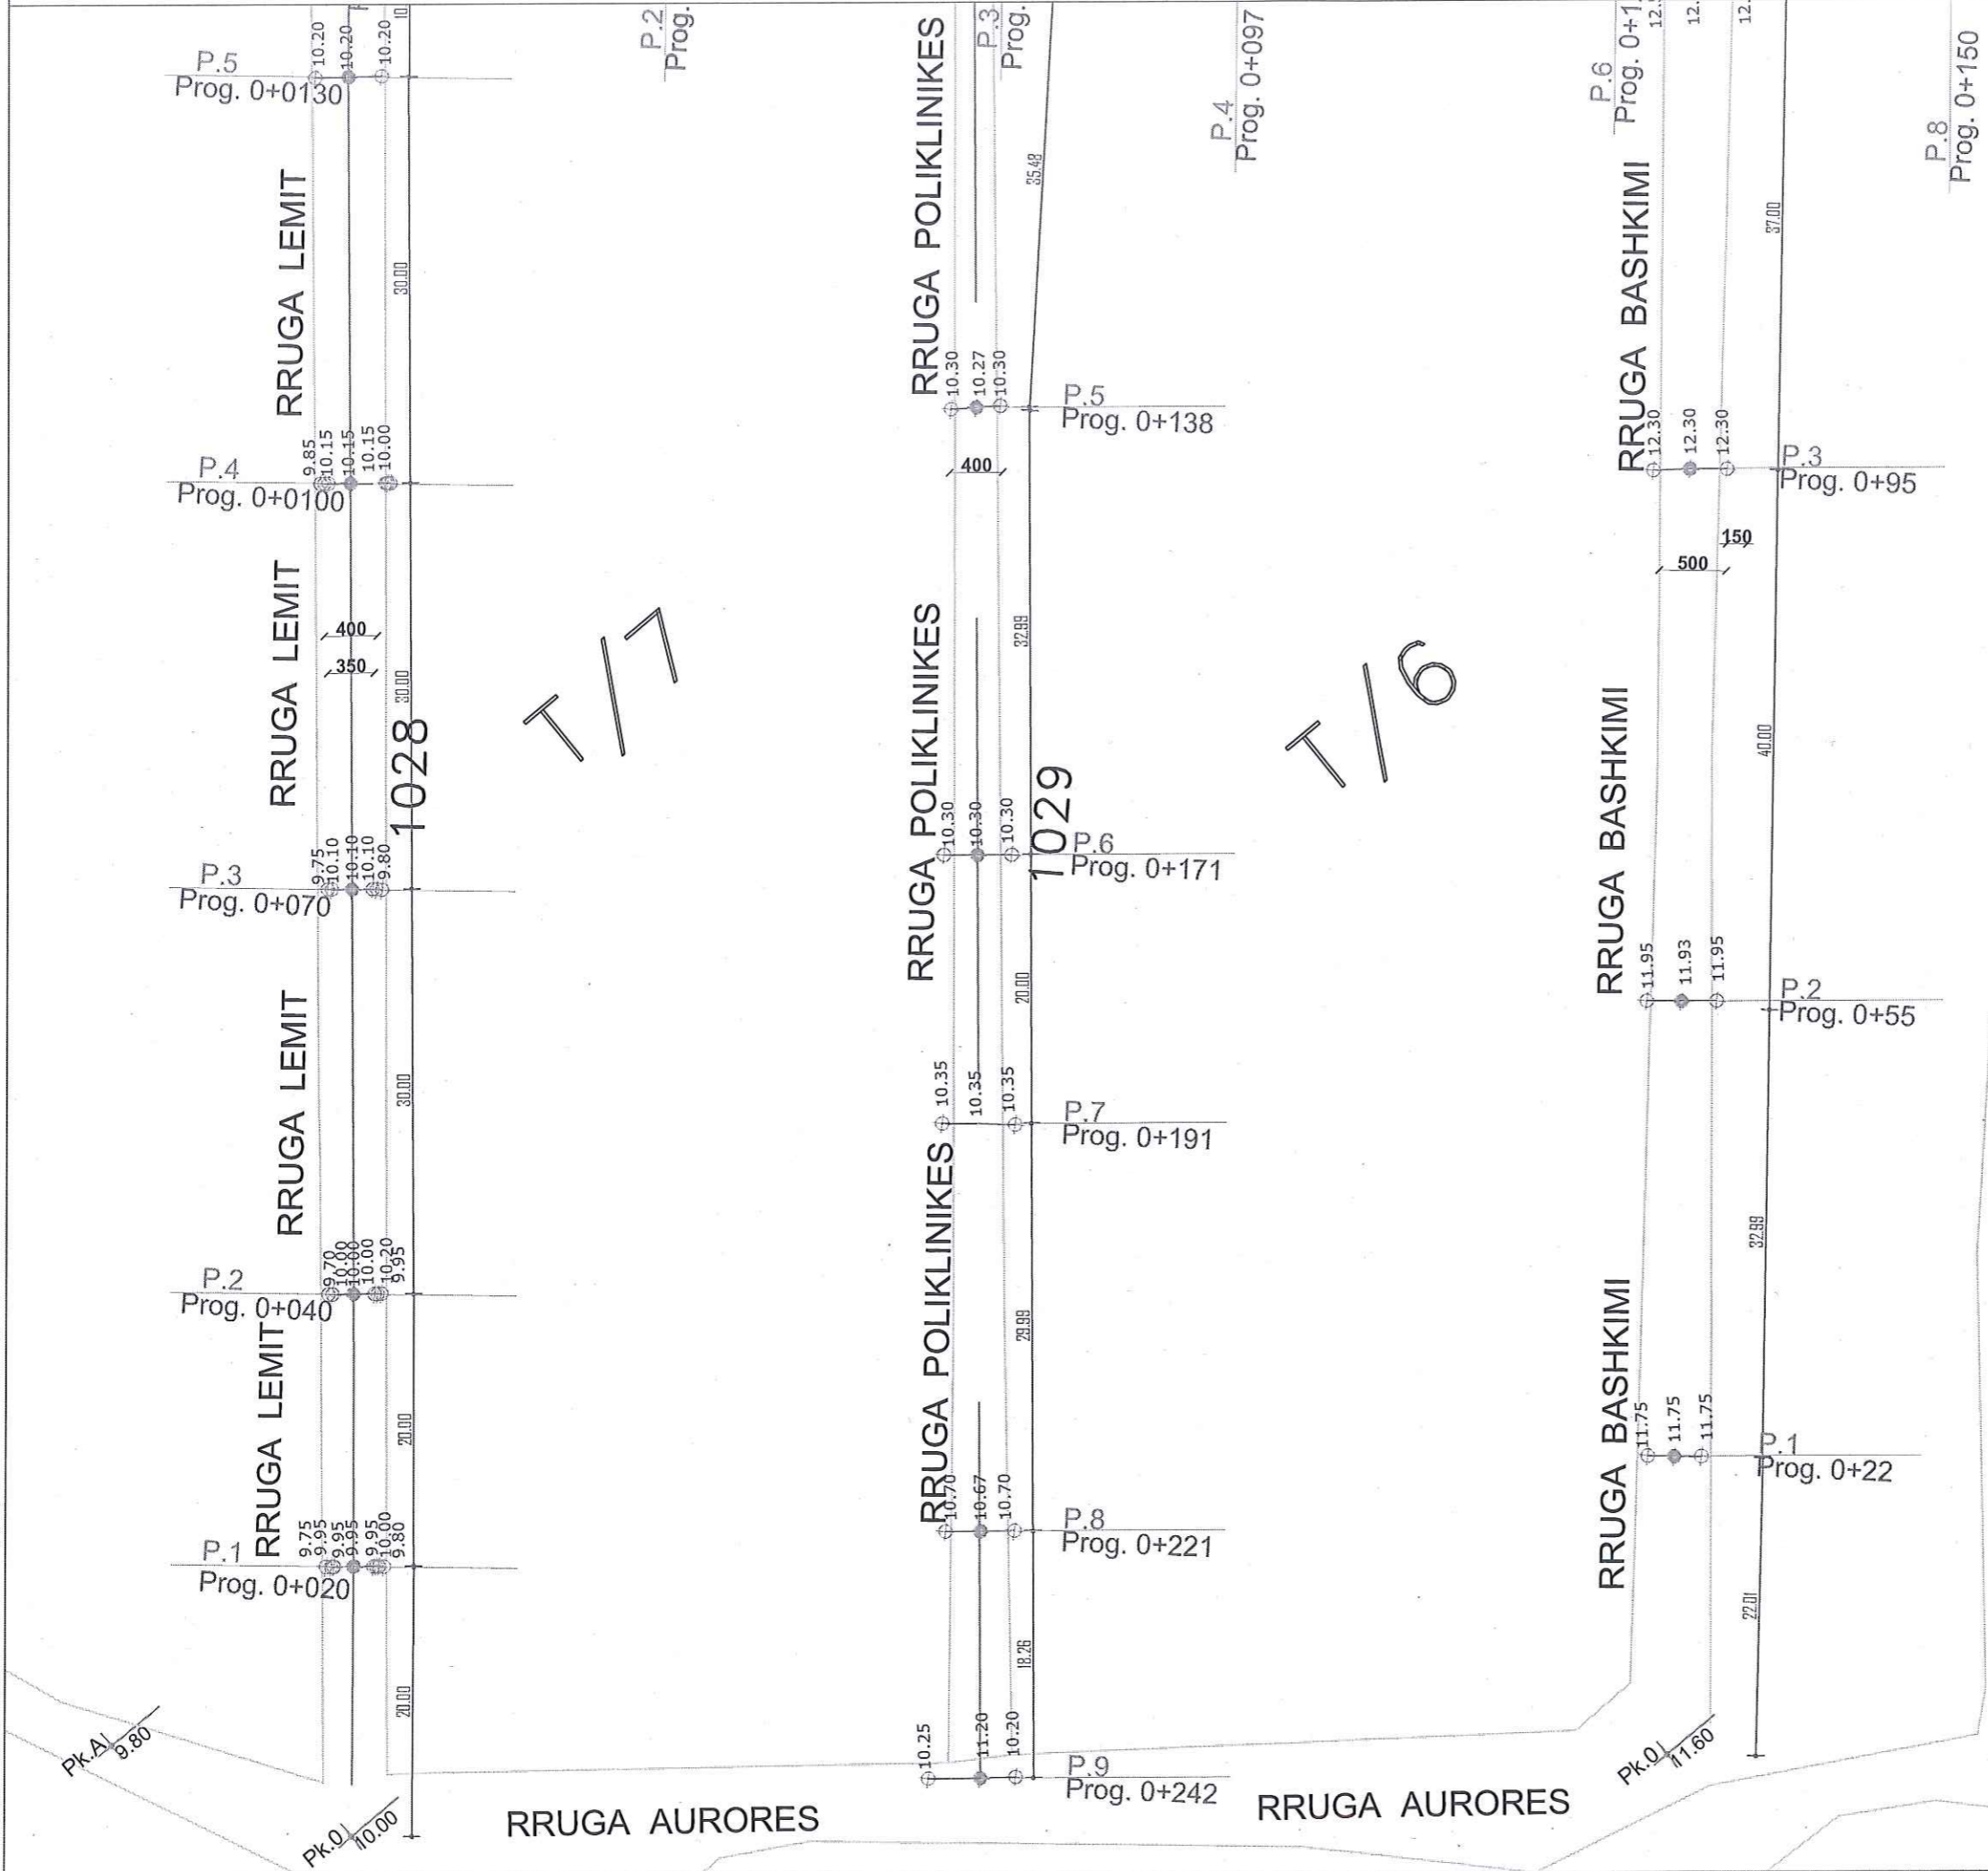 P.5
Prog. 0+0130
10.20
10.20
10.20
10
RRUGA LEMIT
30.00
P.4
Prog. 0+0100
9.85
10.15
10.15
10.15
10.00
RRUGA LEMIT
400
350
30.00
1028
P.3
Prog. 0+070
9.75
10.10
10.10
10.10
9.80
RRUGA LEMIT
30.00
P.2
Prog. 0+040
9.70
10.00
10.00
10.00
10.20
9.95
RRUGA LEMIT
20.00
P.1
Prog. 0+020
9.75
9.95
9.95
9.95
9.95
10.00
9.80
20.00
Pk.A
9.80
Pk.0
10.00
T/7
P.2
Prog.
RRUGA POLIKLINIKES
P.3
Prog.
35.48
10.30
10.27
10.30
P.5
Prog. 0+138
400
32.99
RRUGA POLIKLINIKES
1029
10.30
10.30
10.30
P.6
Prog. 0+171
20.00
10.35
10.35
10.35
P.7
Prog. 0+191
RRUGA POLIKLINIKES
29.99
10.70
10.67
10.70
P.8
Prog. 0+221
18.26
10.25
11.20
10.20
P.9
Prog. 0+242
RRUGA AURORES
P.4
Prog. 0+097
T/6
P.6
Prog. 0+1
12.
12.
12.
P.8
Prog. 0+150
RRUGA BASHKIMI
37.00
12.30
12.30
12.30
P.3
Prog. 0+95
150
500
RRUGA BASHKIMI
40.00
11.95
11.93
11.95
P.2
Prog. 0+55
32.99
RRUGA BASHKIMI
11.75
11.75
11.75
P.1
Prog. 0+22
22.01
Pk.0
11.60
RRUGA AURORES